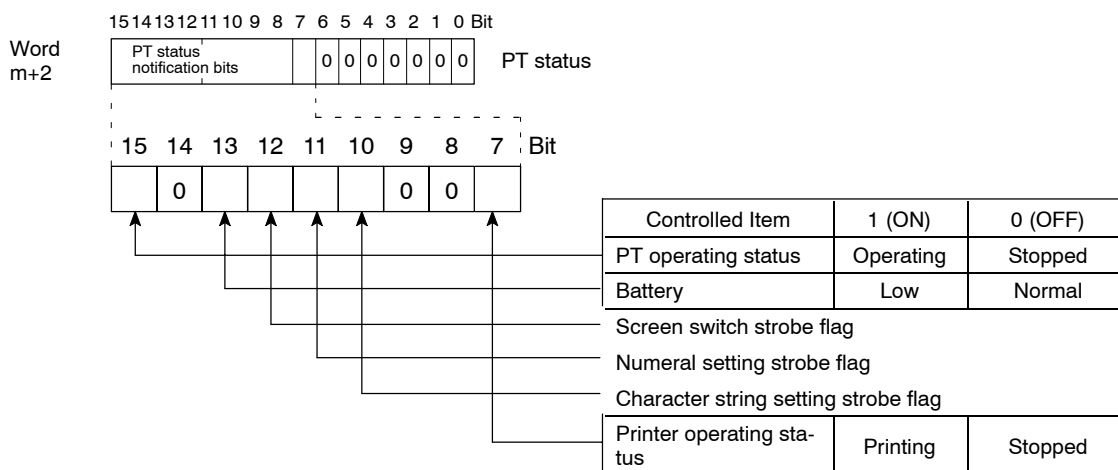 15 14 13 12 11 10 9 8 7 6 5 4 3 2 1 0 Bit
Word
m+2
PT status
notification bits
0 0 0 0 0 0 0
PT status
15 14 13 12 11 10 9 8 7 Bit
0 0 0
Controlled Item 1 (ON) 0 (OFF)
PT operating status Operating Stopped
Battery Low Normal
Screen switch strobe flag
Numeral setting strobe flag
Character string setting strobe flag
Printer operating sta-
tus
Printing Stopped